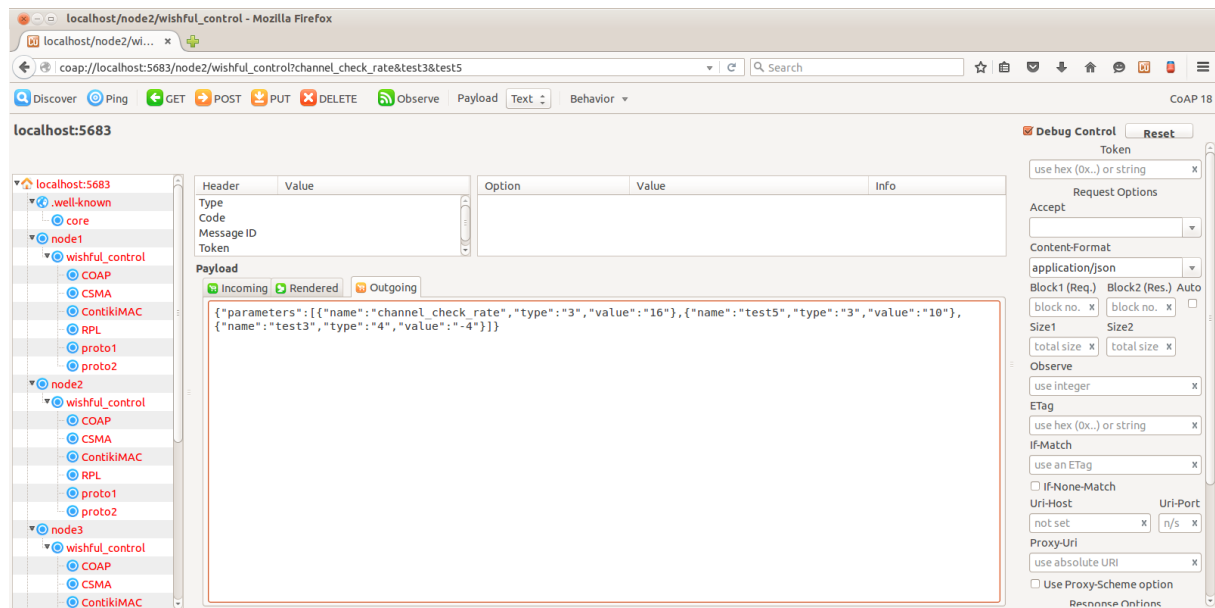 localhost/node2/wishful_control - Mozilla Firefox
localhost/node2/wi... ×
coap://localhost:5683/node2/wishful_control?channel_check_rate&test3&test5
Search
Discover Ping GET POST PUT DELETE Observe Payload Text Behavior CoAP 18
localhost:5683
Debug Control Reset
Token
use hex (0x..) or string x
Request Options
Accept
Content-Format
application/json
Block1 (Req.) Block2 (Res.) Auto
block no. x block no. x
Size1 Size2
total size x total size x
Observe
use integer x
ETag
use hex (0x..) or string x
If-Match
use an ETag x
If-None-Match
Uri-Host Uri-Port
not set x n/s x
Proxy-Uri
use absolute URI x
Use Proxy-Scheme option
Response Options
localhost:5683
.well-known
core
node1
wishful_control
COAP
CSMA
ContikiMAC
RPL
proto1
proto2
node2
wishful_control
COAP
CSMA
ContikiMAC
RPL
proto1
proto2
node3
wishful_control
COAP
CSMA
ContikiMAC
Header Value
Type
Code
Message ID
Token
Option Value Info
Payload
Incoming Rendered Outgoing
{"parameters":[{"name":"channel_check_rate","type":"3","value":"16"},{"name":"test5","type":"3","value":"10"},
{"name":"test3","type":"4","value":"-4"}]}